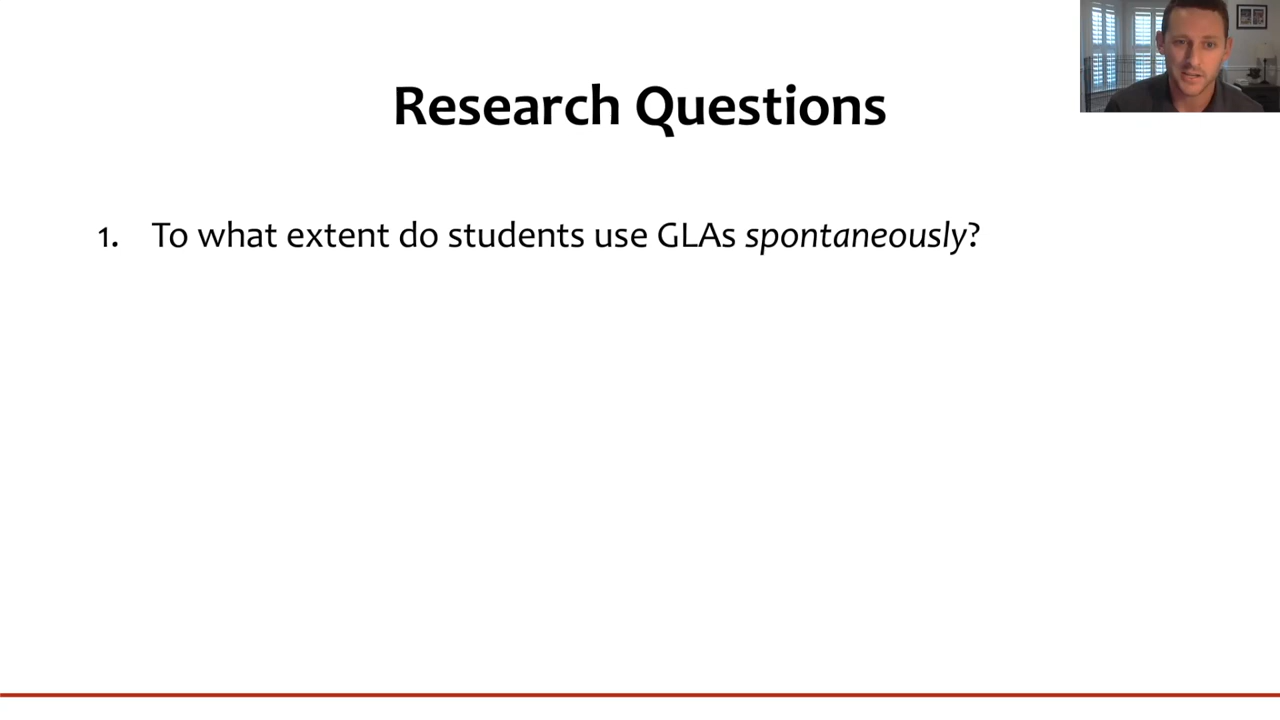 Research Questions
1. To what extent do students use GLAs spontaneously?